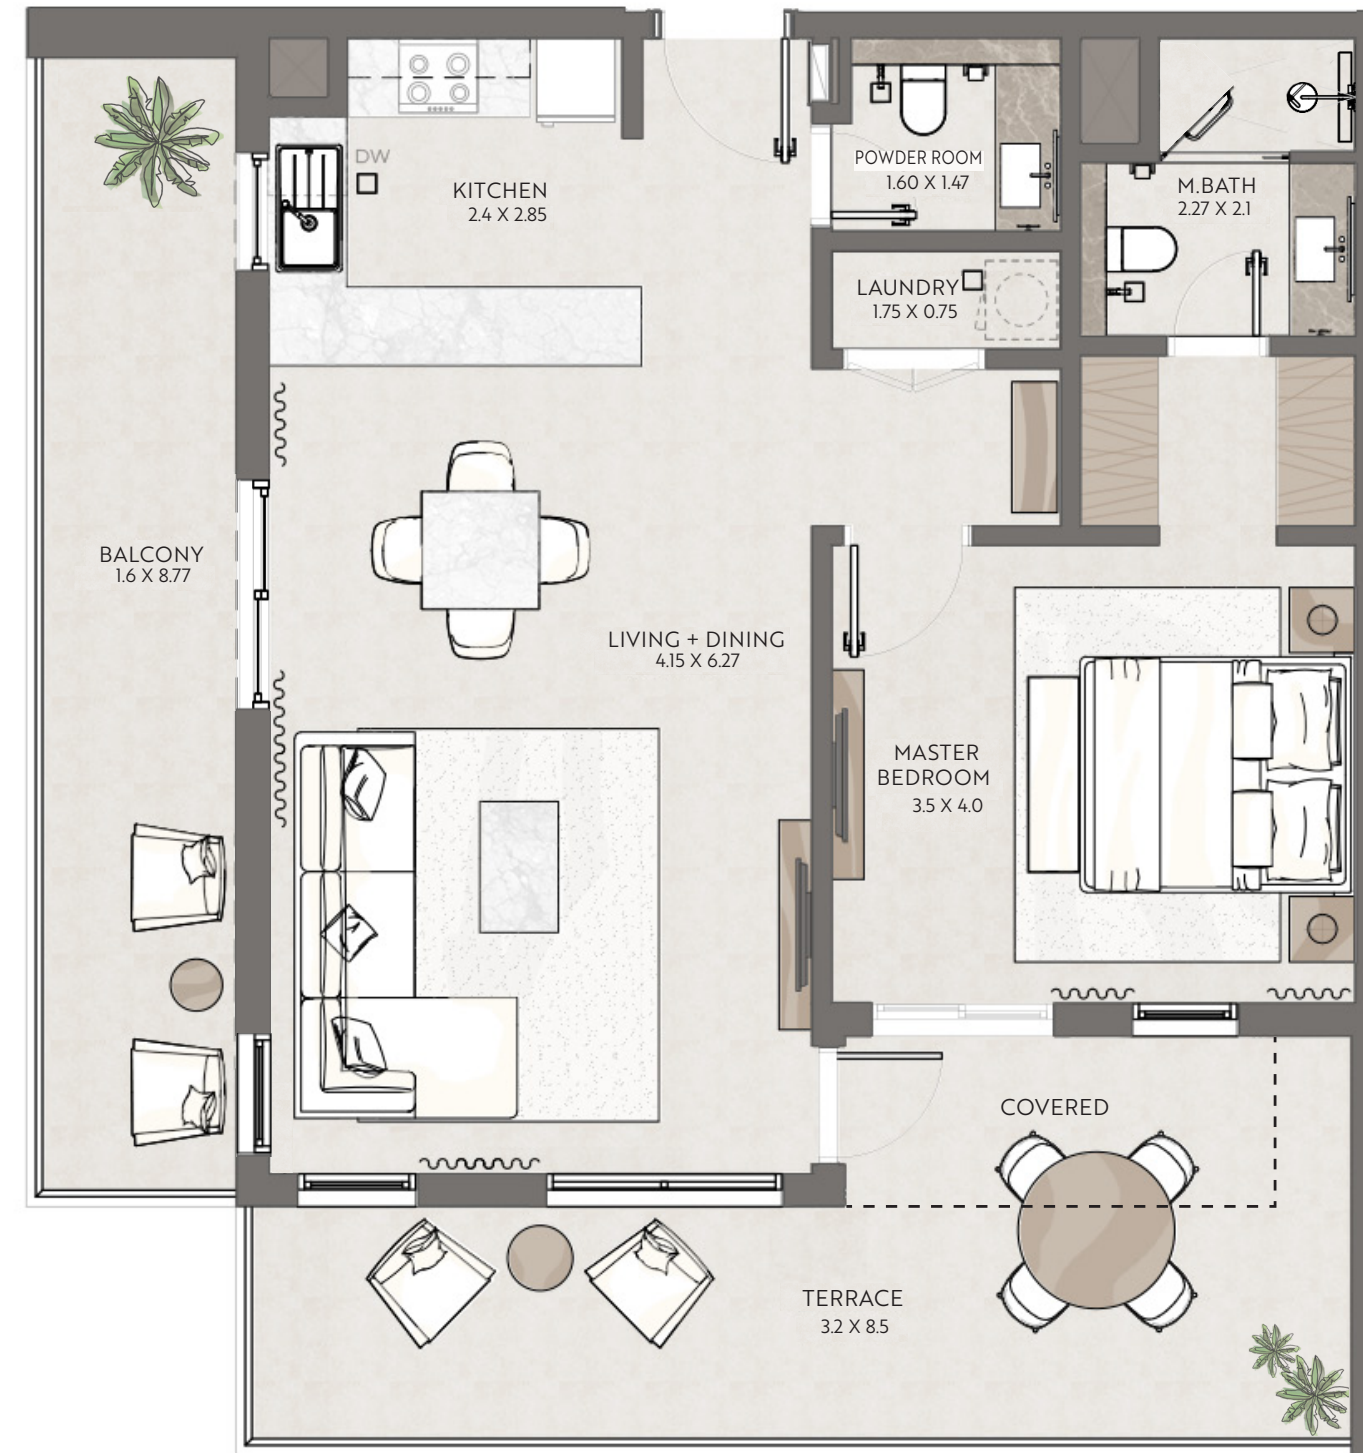 DW
KITCHEN
2.4 X 2.85
POWDER ROOM
1.60 X 1.47
M.BATH
2.27 X 2.1
LAUNDRY
1.75 X 0.75
BALCONY
1.6 X 8.77
LIVING + DINING
4.15 X 6.27
MASTER
BEDROOM
3.5 X 4.0
COVERED
TERRACE
3.2 X 8.5